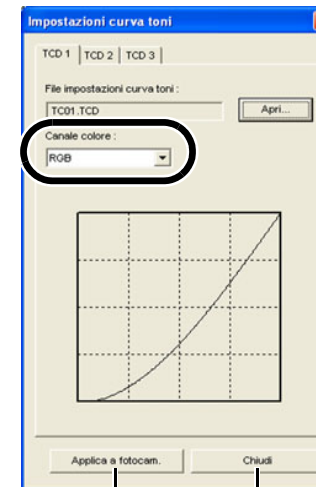 Impostazioni curva toni
TCD 1 TCD 2 TCD 3
File impostazioni curva toni :
TC01.TCD Apri...
Canale colore :
RGB
Applica a fotocam. Chiudi